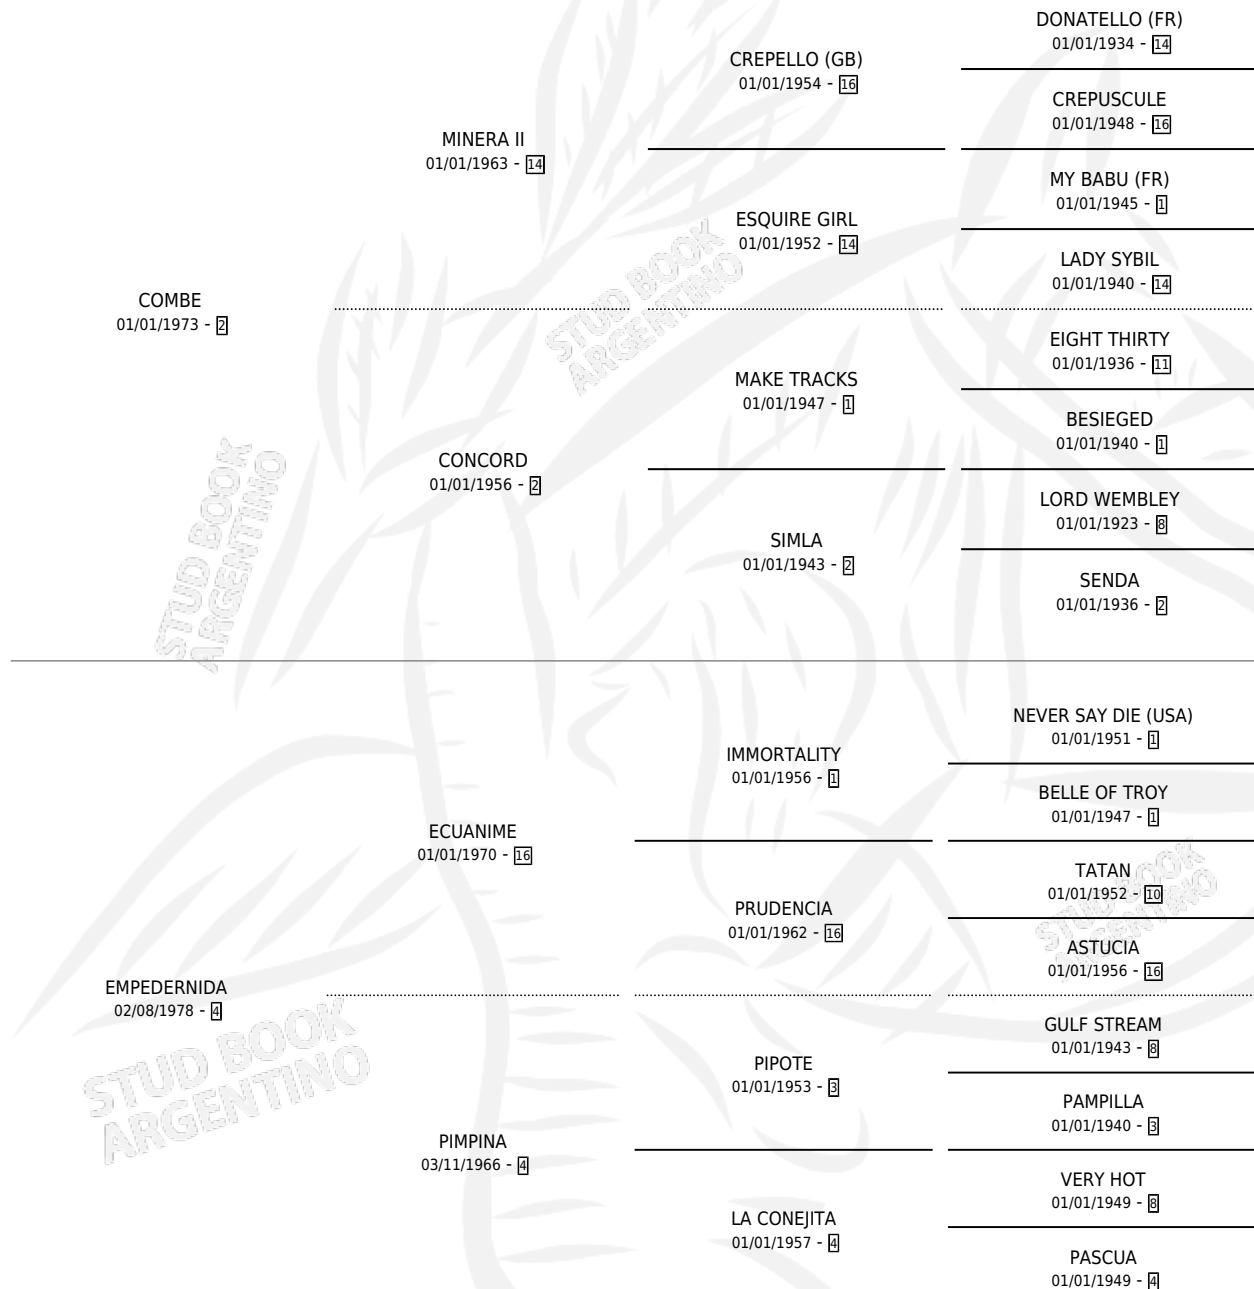 DONATELLO (FR)
01/01/1934 - 14
CREPELLO (GB)
01/01/1954 - 16
CREPUSCULE
01/01/1948 - 16
MINERA II
01/01/1963 - 14
MY BABU (FR)
01/01/1945 - 1
ESQUIRE GIRL
01/01/1952 - 14
LADY SYBIL
01/01/1940 - 14
COMBE
01/01/1973 - 2
EIGHT THIRTY
01/01/1936 - 11
MAKE TRACKS
01/01/1947 - 1
BESIEGED
01/01/1940 - 1
CONCORD
01/01/1956 - 2
LORD WEMBLEY
01/01/1923 - 8
SIMLA
01/01/1943 - 2
SENDA
01/01/1936 - 2
NEVER SAY DIE (USA)
01/01/1951 - 1
IMMORTALITY
01/01/1956 - 1
BELLE OF TROY
01/01/1947 - 1
ECUANIME
01/01/1970 - 16
TATAN
01/01/1952 - 10
PRUDENCIA
01/01/1962 - 16
ASTUCIA
01/01/1956 - 16
EMPEDERNIDA
02/08/1978 - 4
GULF STREAM
01/01/1943 - 8
PIPOTE
01/01/1953 - 3
PAMPILLA
01/01/1940 - 3
PIMPINA
03/11/1966 - 4
VERY HOT
01/01/1949 - 8
LA CONEJITA
01/01/1957 - 4
PASCUA
01/01/1949 - 4
STUD BOOK
ARGENTINO
STUD BOOK
ARGENTINO
STUD BOOK
ARGENTINO
STUD BOOK
ARGENTINO